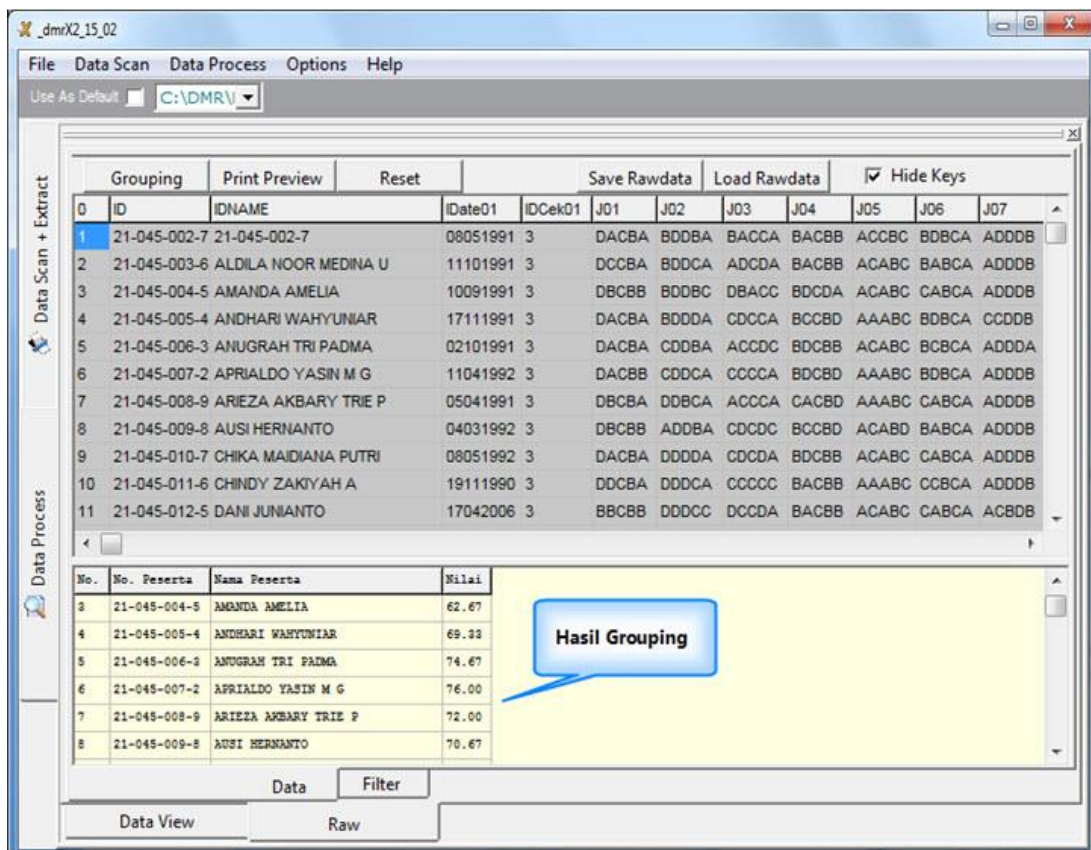 _dmrX2_15_02
File Data Scan Data Process Options Help
Use As Default C:\DMR\
Data Scan + Extract
Data Process
Grouping Print Preview Reset Save Rawdata Load Rawdata Hide Keys
0 ID IDNAME IDate01 IDCek01 J01 J02 J03 J04 J05 J06 J07
1 21-045-002-7 21-045-002-7 08051991 3 DACBA BDDBA BACCA BACBB ACCBC BDBCA ADDDB
2 21-045-003-6 ALDILA NOOR MEDINA U 11101991 3 DCCBA BDDCA ADCDA BACBB ACABC BABCA ADDDB
3 21-045-004-5 AMANDA AMELIA 10091991 3 DBCBB BDDBC DBACC BDCDA ACABC CABCA ADDDB
4 21-045-005-4 ANDHARI WAHYUNIAR 17111991 3 DACBA BDDDA CDCCA BCCBD AAABC BDBCA CCDDB
5 21-045-006-3 ANUGRAH TRI PADMA 02101991 3 DACBA CDDBA ACCDC BDCBB ACABC BCBCA ADDDA
6 21-045-007-2 APRIALDO YASIN M G 11041992 3 DACBB CDDCA CCCCA BDCBD AAABC BDBCA ADDDB
7 21-045-008-9 ARIEZA AKBARY TRIE P 05041991 3 DBCBA DDBCA ACCCA CACBD AAABC CABCA ADDDB
8 21-045-009-8 AUSI HERNANTO 04031992 3 DBCBB ADDBA CDCDC BCCBD ACABD BABCA ADDDB
9 21-045-010-7 CHIKA MAIDIANA PUTRI 08051992 3 DACBA DDDDA CDCDA BDCBB ACABC CABCA ADDDB
10 21-045-011-6 CHINDY ZAKIYAH A 19111990 3 DDCBA DDDCA CCCCC BACBB AAABC CCBCA ADDDB
11 21-045-012-5 DANI JUNIANTO 17042006 3 BBCBB DDDCC DCCDA BACBB ACABC CABCA ACBDB
No. No. Peserta Nama Peserta Nilai
3 21-045-004-5 AMANDA AMELIA 62.67
4 21-045-005-4 ANDHARI WAHYUNIAR 69.33
5 21-045-006-3 ANUGRAH TRI PADMA 74.67
6 21-045-007-2 APRIALDO YASIN M G 76.00
7 21-045-008-9 ARIEZA AKBARY TRIE P 72.00
8 21-045-009-8 AUSI HERNANTO 70.67
Hasil Grouping
Data Filter
Data View Raw